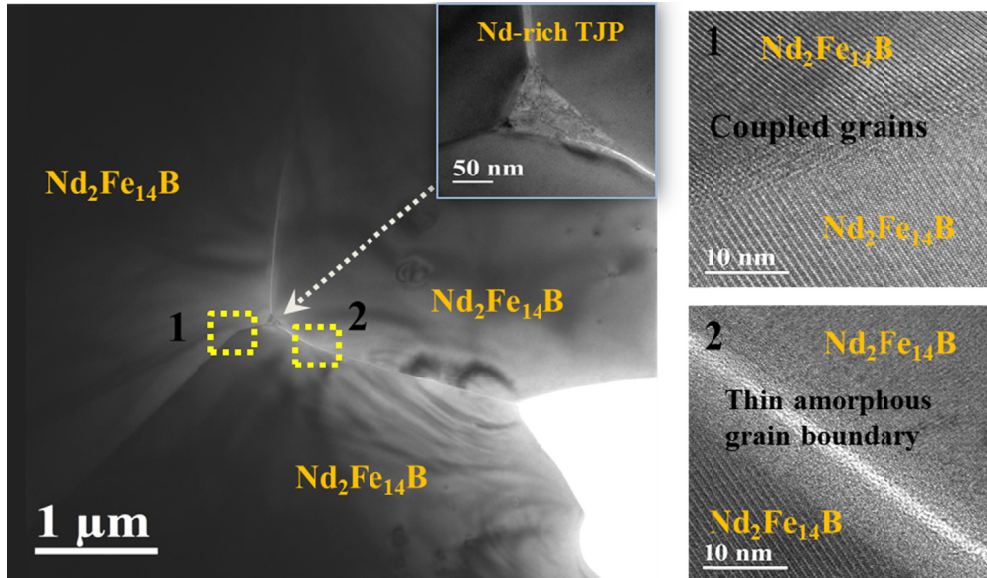 Nd-rich TJP
50 nm
Nd₂Fe₁₄B
Nd₂Fe₁₄B
1
2
Nd₂Fe₁₄B
1 µm
1
Nd₂Fe₁₄B
Coupled grains
Nd₂Fe₁₄B
10 nm
2
Nd₂Fe₁₄B
Thin amorphous
grain boundary
Nd₂Fe₁₄B
10 nm